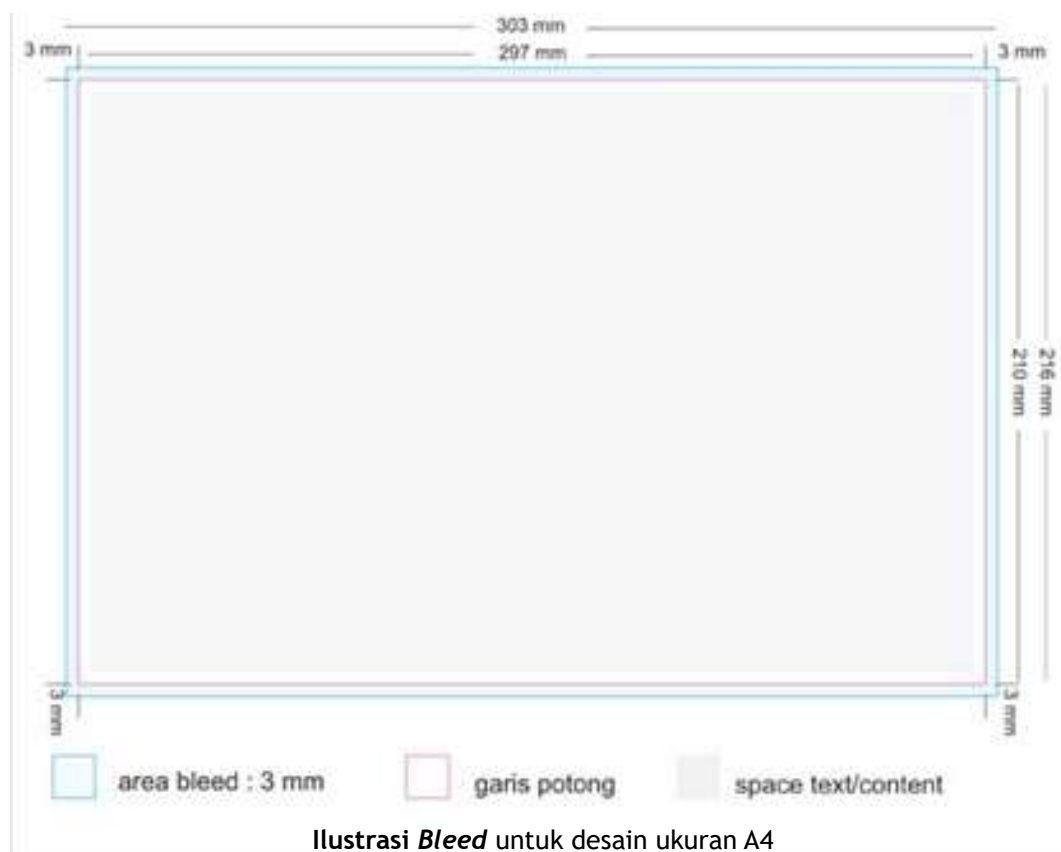 303 mm
3 mm 297 mm 3 mm
210 mm 216 mm
3 mm 3 mm
area bleed : 3 mm garis potong space text/content
Ilustrasi Bleed untuk desain ukuran A4